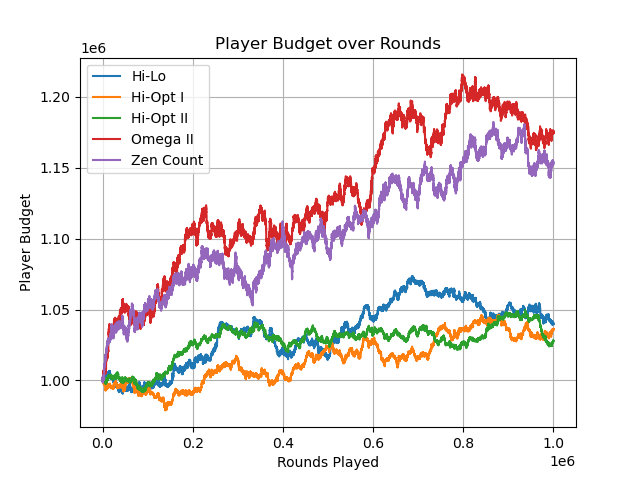 Player Budget over Rounds
1e6
Hi-Lo
Hi-Opt I
Hi-Opt II
Omega II
Zen Count
1.20
1.15
1.10
1.05
1.00
Player Budget
0.0 0.2 0.4 0.6 0.8 1.0
Rounds Played
1e6